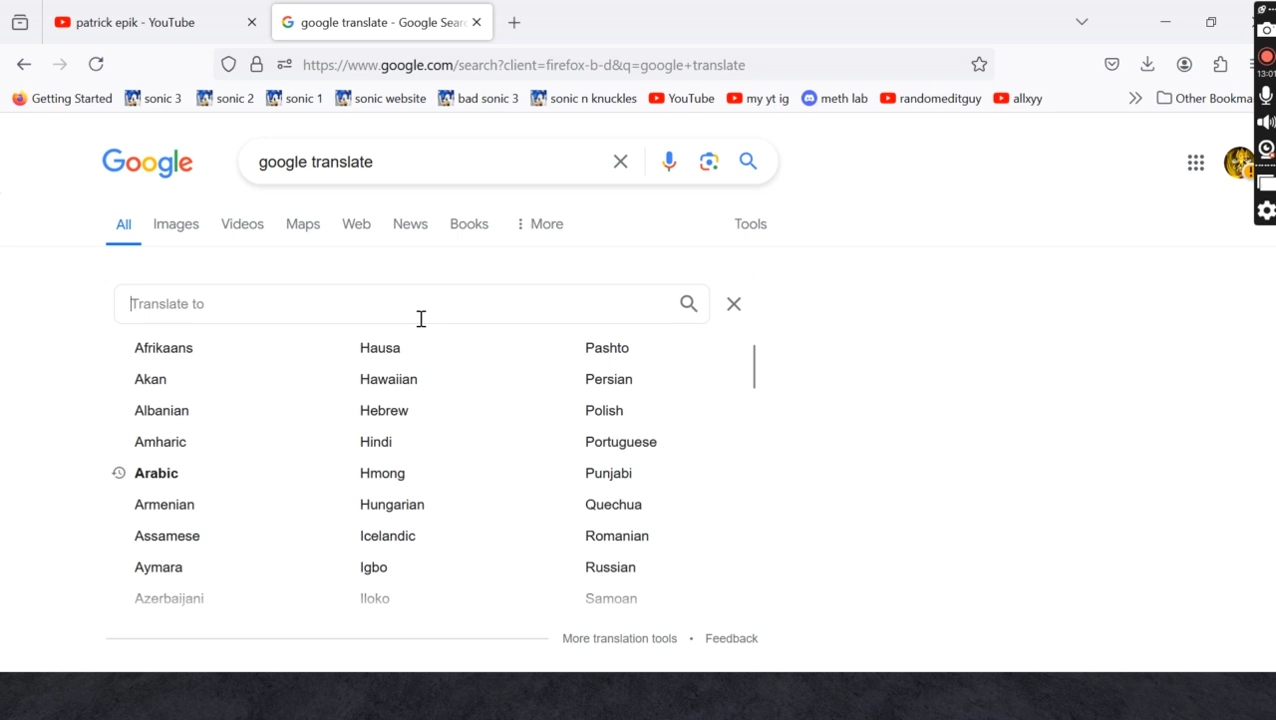 patrick epik - YouTube
google translate - Google Sear
https://www.google.com/search?client=firefox-b-d&q=google+translate
Getting Started sonic 3 sonic 2 sonic 1 sonic website bad sonic 3 sonic n knuckles YouTube my yt ig meth lab randomeditguy allxyy Other Bookma
13:01
Google
google translate
All Images Videos Maps Web News Books More Tools
Translate to
Afrikaans Hausa Pashto
Akan Hawaiian Persian
Albanian Hebrew Polish
Amharic Hindi Portuguese
Arabic Hmong Punjabi
Armenian Hungarian Quechua
Assamese Icelandic Romanian
Aymara Igbo Russian
Azerbaijani Iloko Samoan
More translation tools • Feedback